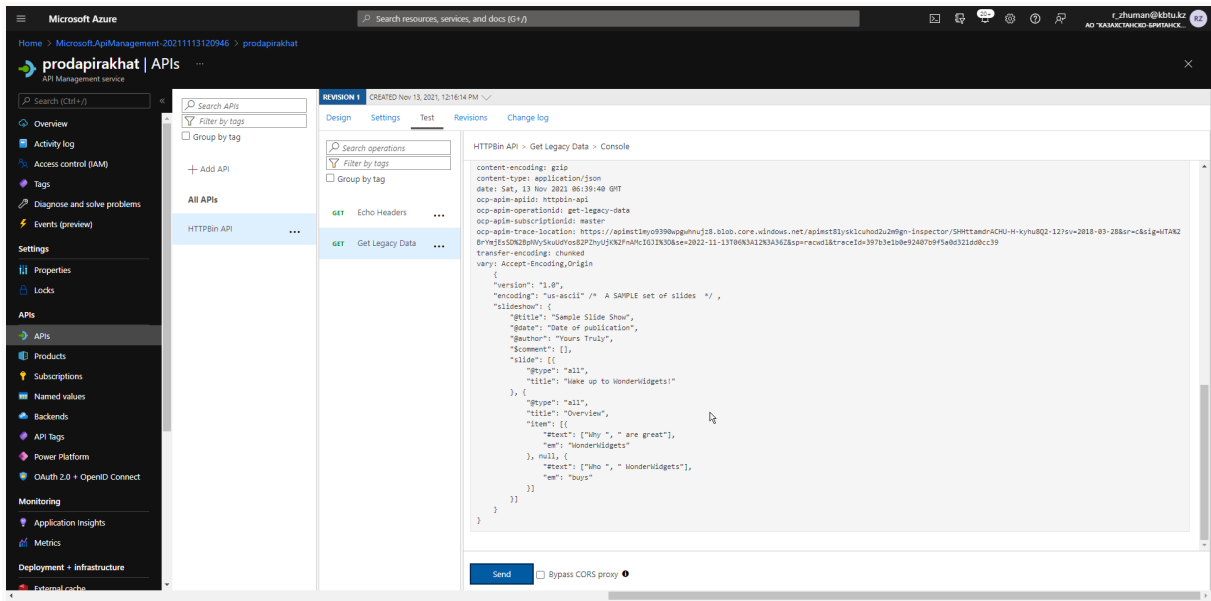 Microsoft Azure
Search resources, services, and docs (G+/)
20+
r_zhuman@kbtu.kz
АО "КАЗАХСТАНСКО-БРИТАНСК...
RZ
Home > Microsoft.ApiManagement-20211113120946 > prodapirakhat
prodapirakhat | APIs ...
API Management service
Search (Ctrl+/)
Overview
Activity log
Access control (IAM)
Tags
Diagnose and solve problems
Events (preview)
Settings
Properties
Locks
APIs
APIs
Products
Subscriptions
Named values
Backends
API Tags
Power Platform
OAuth 2.0 + OpenID Connect
Monitoring
Application Insights
Metrics
Deployment + infrastructure
External cache
Search APIs
Filter by tags
Group by tag
+ Add API
All APIs
HTTPBin API ...
REVISION 1 CREATED Nov 13, 2021, 12:16:14 PM
Design Settings Test Revisions Change log
Search operations
Filter by tags
Group by tag
GET Echo Headers ...
GET Get Legacy Data ...
HTTPBin API > Get Legacy Data > Console
content-encoding: gzip
content-type: application/json
date: Sat, 13 Nov 2021 06:39:40 GMT
ocp-apim-apiid: httpbin-api
ocp-apim-operationid: get-legacy-data
ocp-apim-subscriptionid: master
ocp-apim-trace-location:
transfer-encoding: chunked
vary: Accept-Encoding,Origin
{
"version": "1.0",
"encoding": "us-ascii" /* A SAMPLE set of slides */ ,
"slideshow": {
"@title": "Sample Slide Show",
"@date": "Date of publication",
"@author": "Yours Truly",
"$comment": [],
"slide": [{
"@type": "all",
"title": "Wake up to WonderWidgets!"
}, {
"@type": "all",
"title": "Overview",
"item": [{
"#text": ["Why ", " are great"],
"em": "WonderWidgets"
}, null, {
"#text": ["Who ", " WonderWidgets"],
"em": "buys"
}]
}]
}
}
Send
Bypass CORS proxy